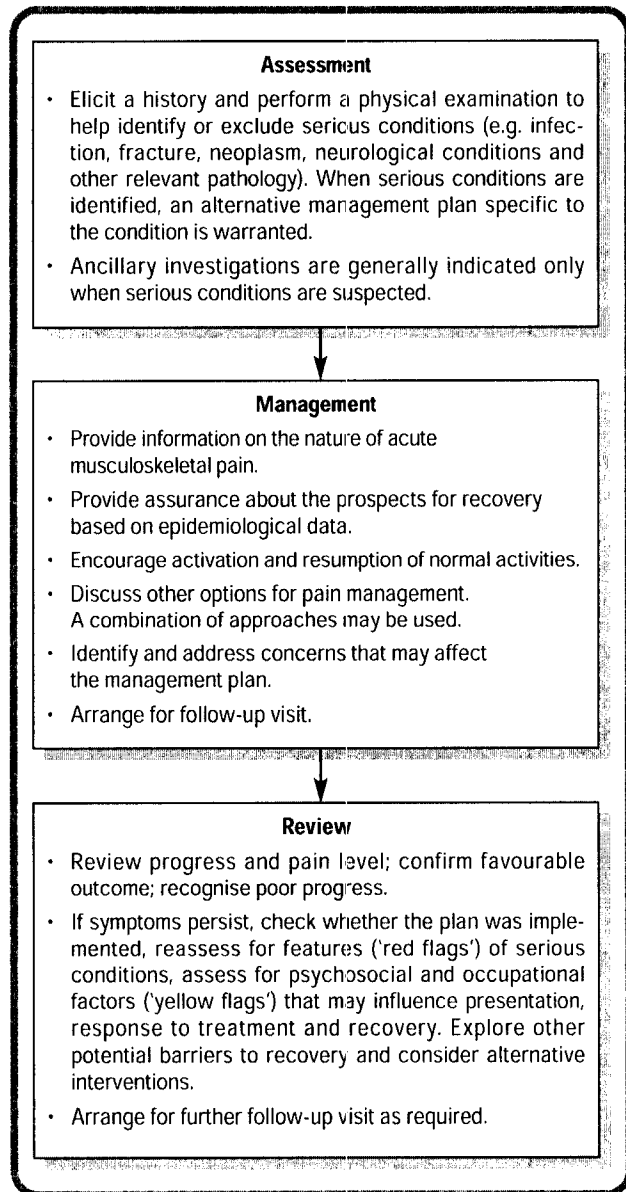 Assessment
· Elicit a history and perform a physical examination to
help identify or exclude serious conditions (e.g. infec-
tion, fracture, neoplasm, neurological conditions and
other relevant pathology). When serious conditions are
identified, an alternative management plan specific to
the condition is warranted.
· Ancillary investigations are generally indicated only
when serious conditions are suspected.
Management
· Provide information on the nature of acute
musculoskeletal pain.
· Provide assurance about the prospects for recovery
based on epidemiological data.
· Encourage activation and resumption of normal activities.
· Discuss other options for pain management.
A combination of approaches may be used.
· Identify and address concerns that may affect
the management plan.
· Arrange for follow-up visit.
Review
· Review progress and pain level; confirm favourable
outcome; recognise poor progress.
· If symptoms persist, check whether the plan was imple-
mented, reassess for features ('red flags') of serious
conditions, assess for psychosocial and occupational
factors ('yellow flags') that may influence presentation,
response to treatment and recovery. Explore other
potential barriers to recovery and consider alternative
interventions.
· Arrange for further follow-up visit as required.